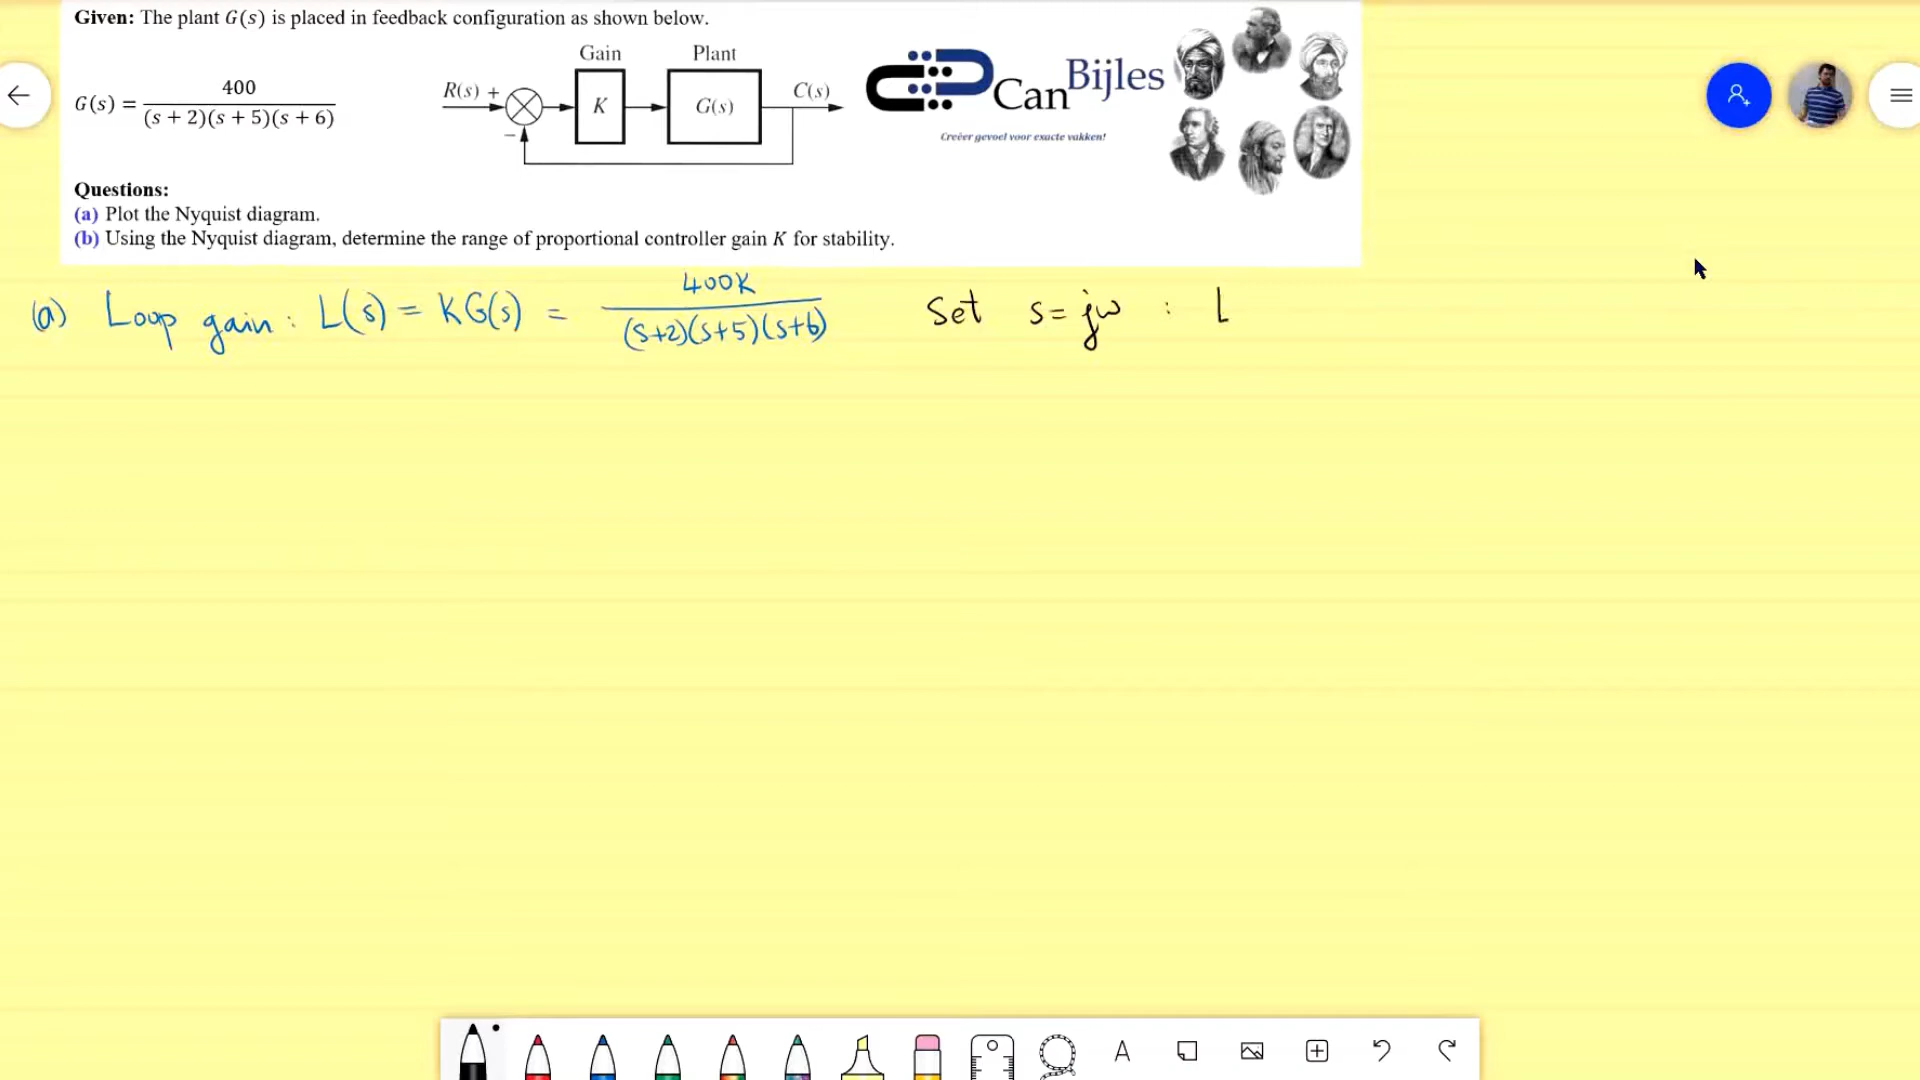 Given: The plant G(s) is placed in feedback configuration as shown below.
Gain Plant
G(s) = 400 / (s + 2)(s + 5)(s + 6)
R(s) + K G(s) C(s)
−
Can Bijles
Creëer gevoel voor exacte vakken!
Questions:
(a) Plot the Nyquist diagram.
(b) Using the Nyquist diagram, determine the range of proportional controller gain K for stability.
(a) Loop gain : L(s) = KG(s) = 400K / (s+2)(s+5)(s+6) Set s=jω : L
A